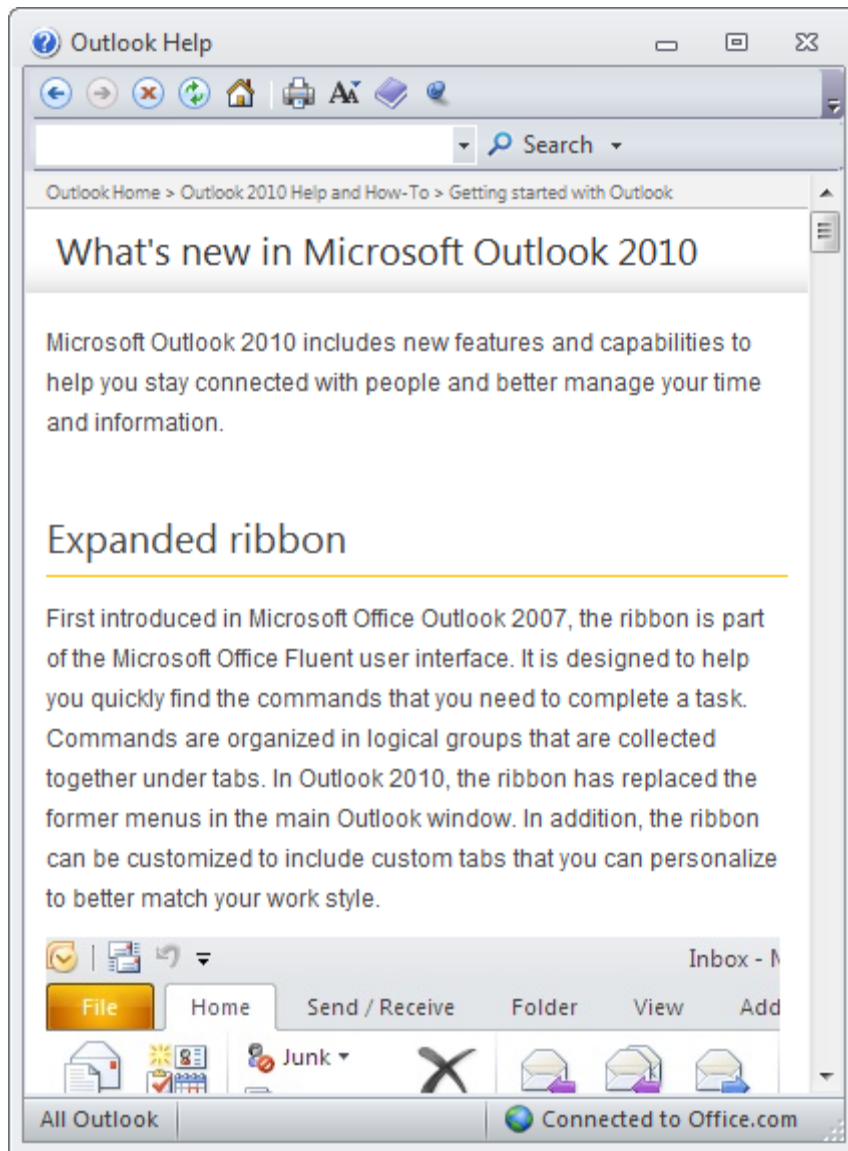 Outlook Help
Search
Outlook Home > Outlook 2010 Help and How-To > Getting started with Outlook
What's new in Microsoft Outlook 2010
Microsoft Outlook 2010 includes new features and capabilities to
help you stay connected with people and better manage your time
and information.
Expanded ribbon
First introduced in Microsoft Office Outlook 2007, the ribbon is part
of the Microsoft Office Fluent user interface. It is designed to help
you quickly find the commands that you need to complete a task.
Commands are organized in logical groups that are collected
together under tabs. In Outlook 2010, the ribbon has replaced the
former menus in the main Outlook window. In addition, the ribbon
can be customized to include custom tabs that you can personalize
to better match your work style.
Inbox -
File Home Send / Receive Folder View Add
Junk
All Outlook Connected to Office.com